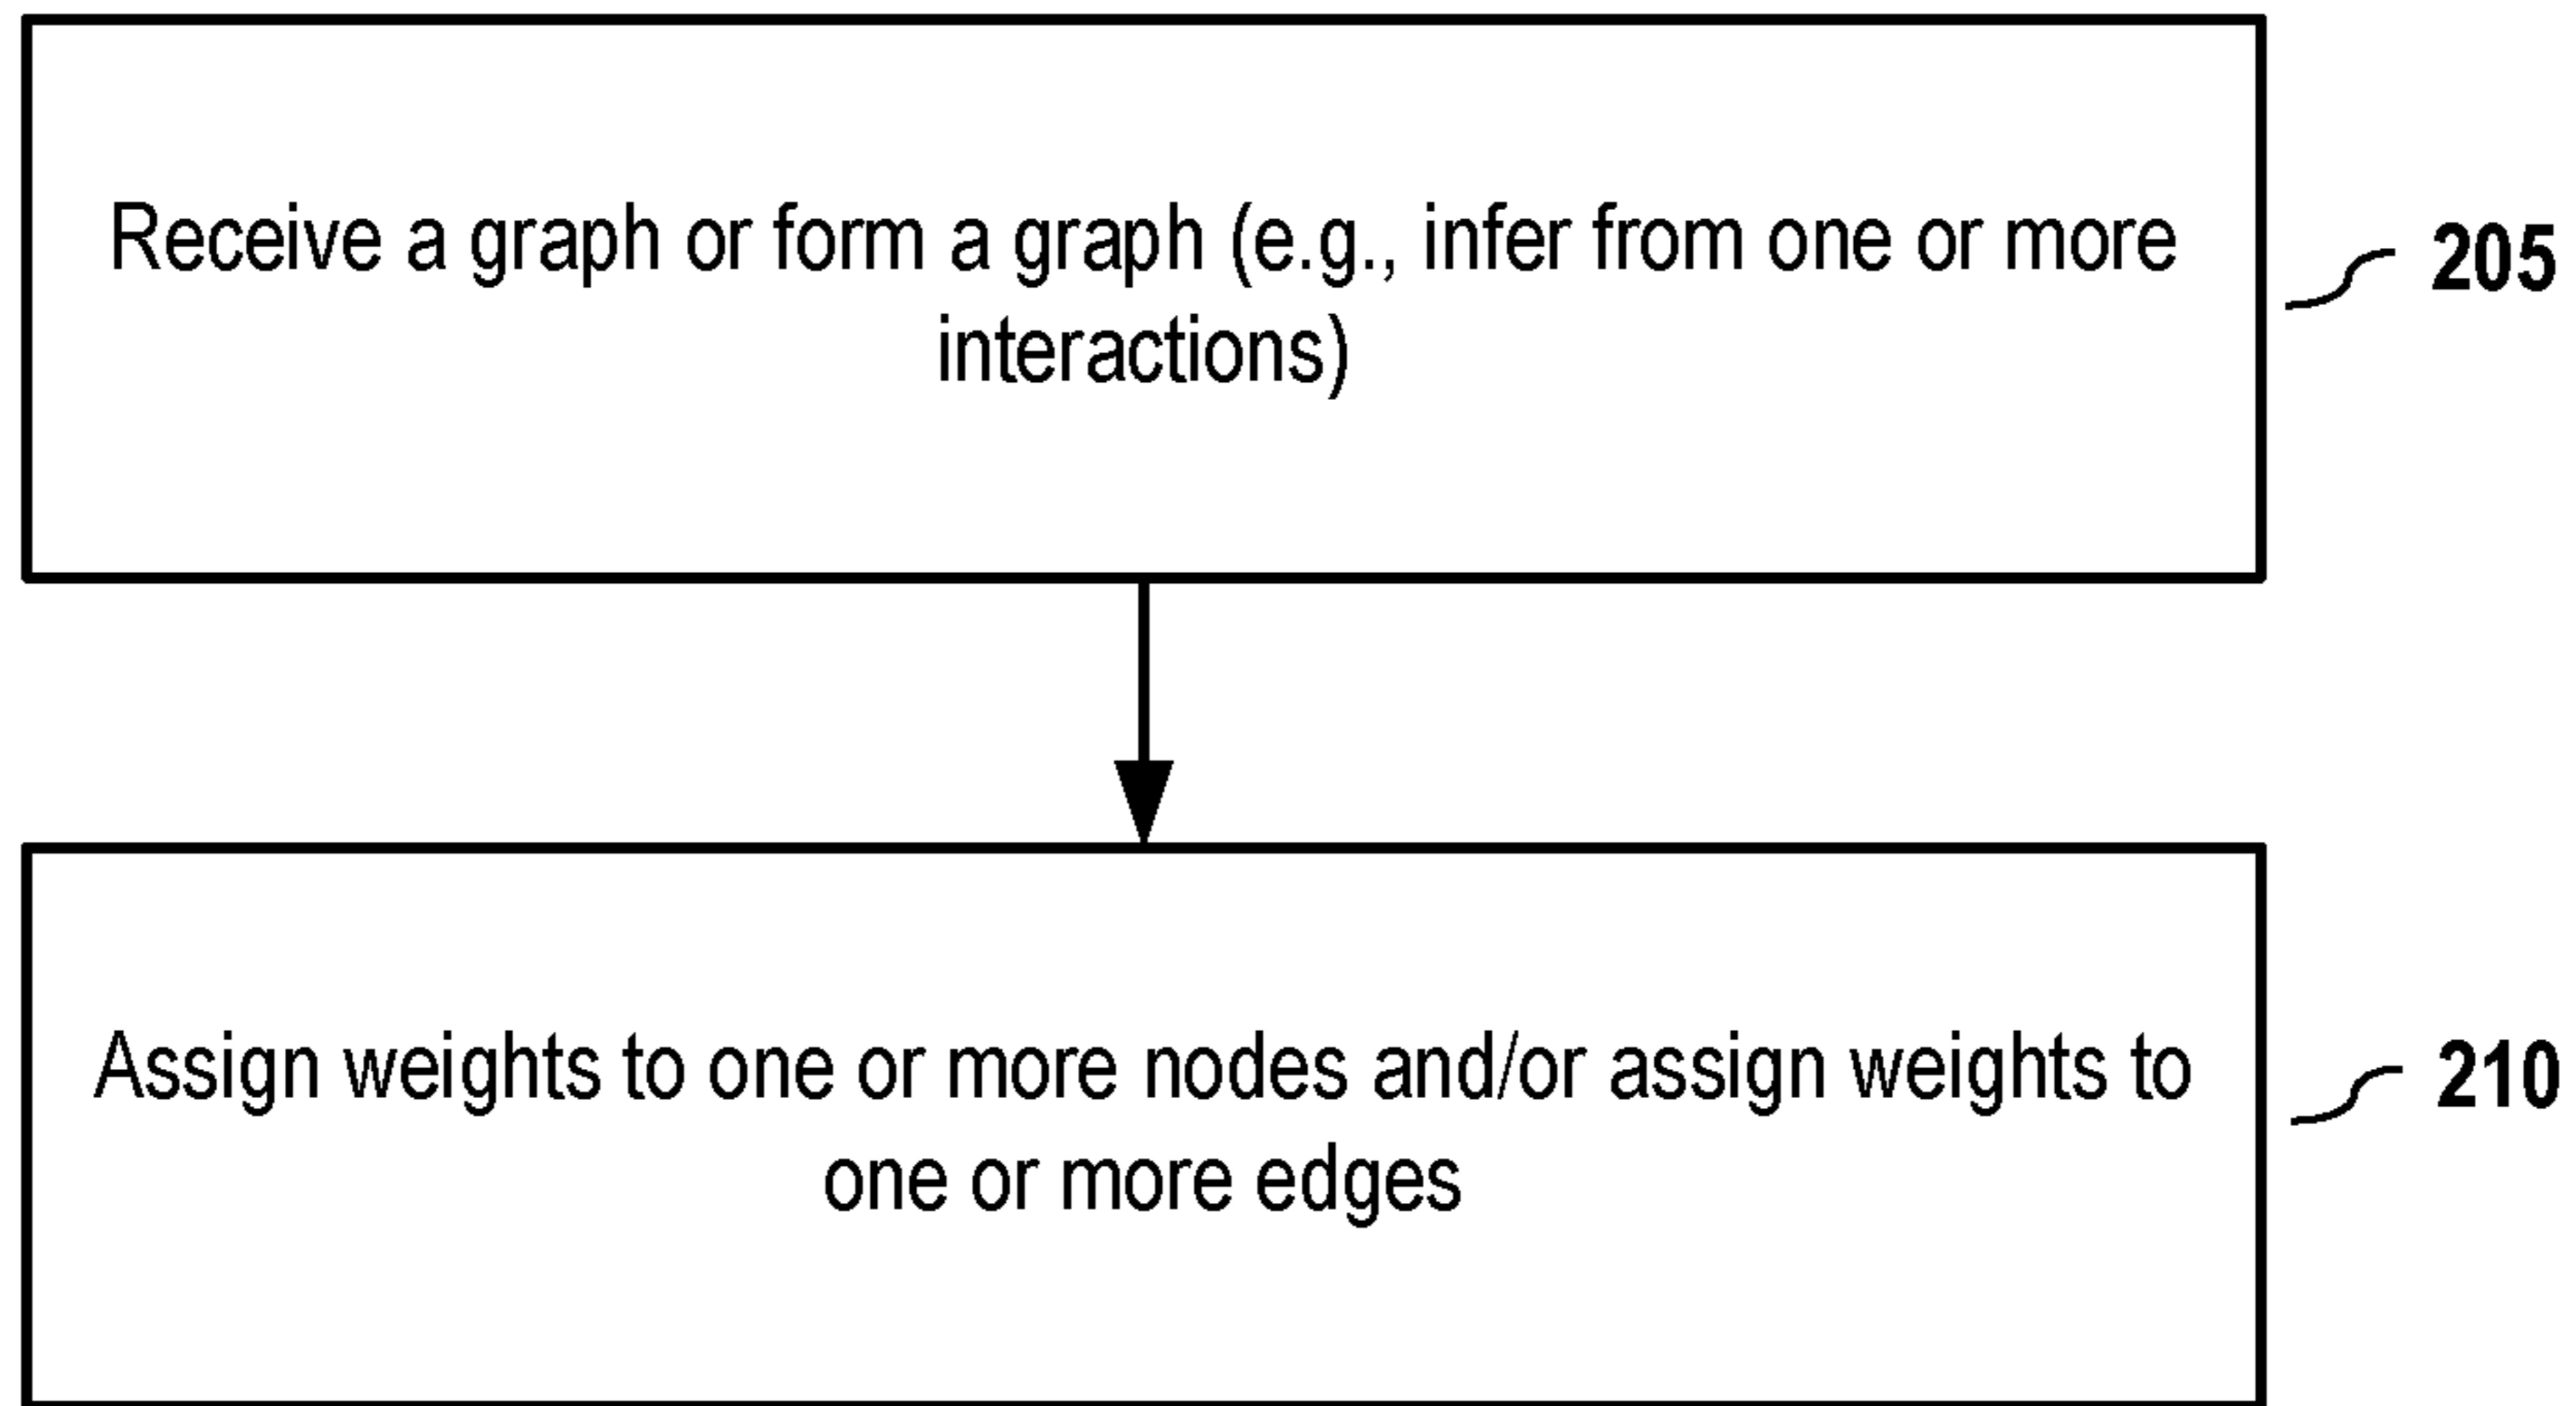 Receive a graph or form a graph (e.g., infer from one or more
interactions)
205
Assign weights to one or more nodes and/or assign weights to
one or more edges
210